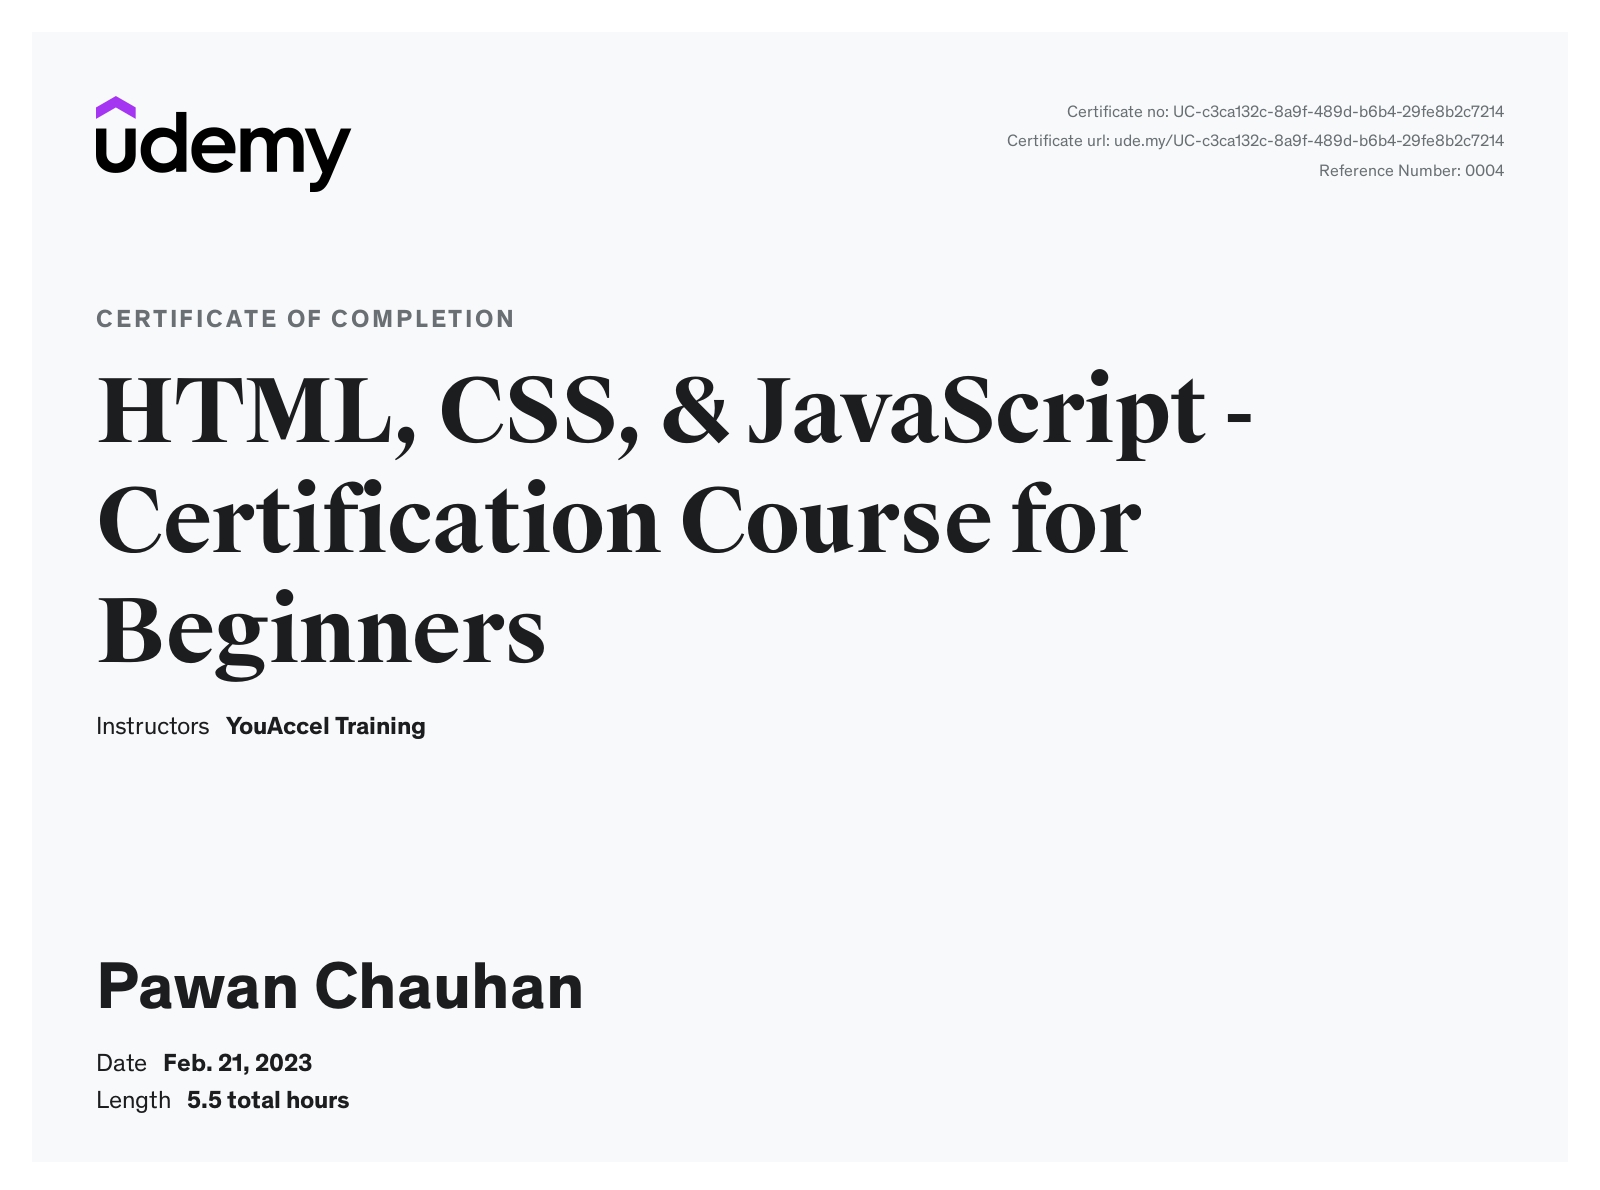 udemy
Certificate no: UC-c3ca132c-8a9f-489d-b6b4-29fe8b2c7214
Certificate url: ude.my/UC-c3ca132c-8a9f-489d-b6b4-29fe8b2c7214
Reference Number: 0004
CERTIFICATE OF COMPLETION
HTML, CSS, & JavaScript -
Certification Course for
Beginners
Instructors YouAccel Training
Pawan Chauhan
Date Feb. 21, 2023
Length 5.5 total hours